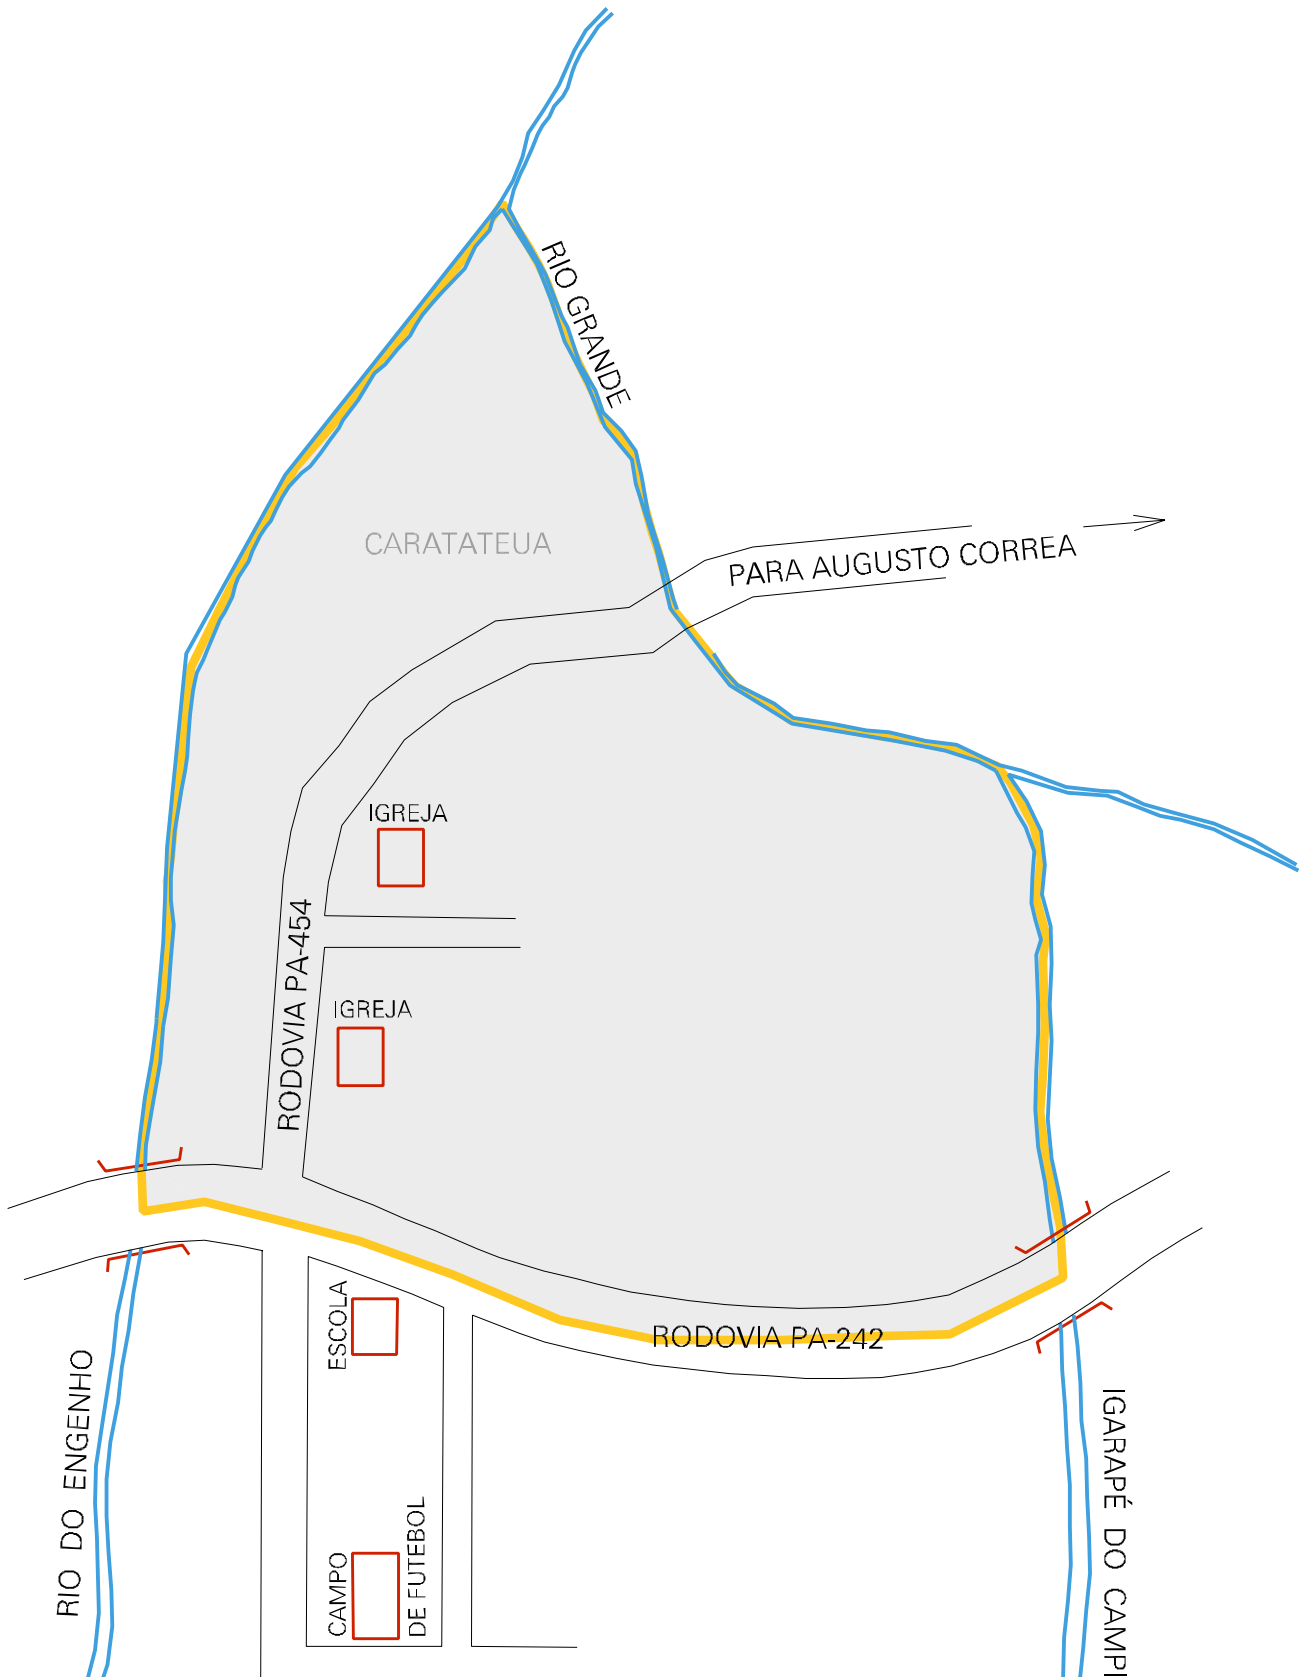 RIO GRANDE
CARATATEUA
PARA AUGUSTO CORREA
IGREJA
RODOVIA PA-454
IGREJA
ESCOLA
RODOVIA PA-242
RIO DO ENGENHO
IGARAPÉ DO CAMPI
CAMPO
DE FUTEBOL